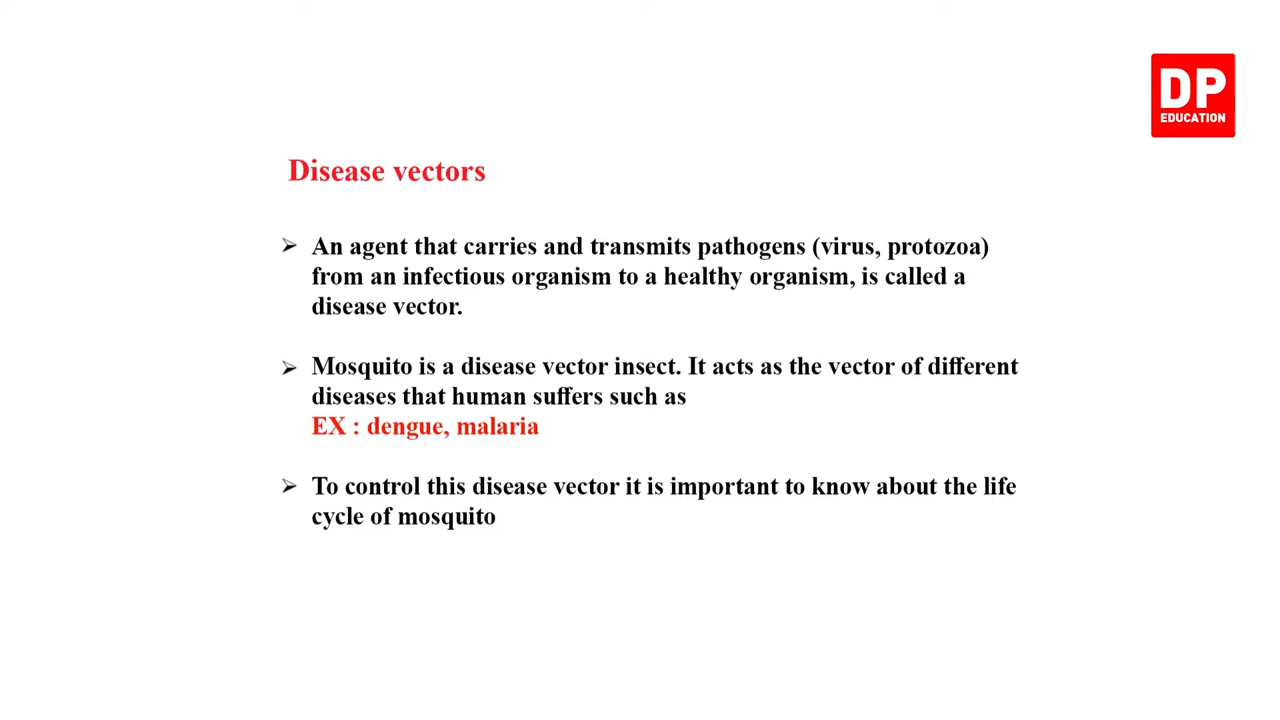 DP
EDUCATION
Disease vectors
➢ An agent that carries and transmits pathogens (virus, protozoa)
from an infectious organism to a healthy organism, is called a
disease vector.
➢ Mosquito is a disease vector insect. It acts as the vector of different
diseases that human suffers such as
EX : dengue, malaria
➢ To control this disease vector it is important to know about the life
cycle of mosquito